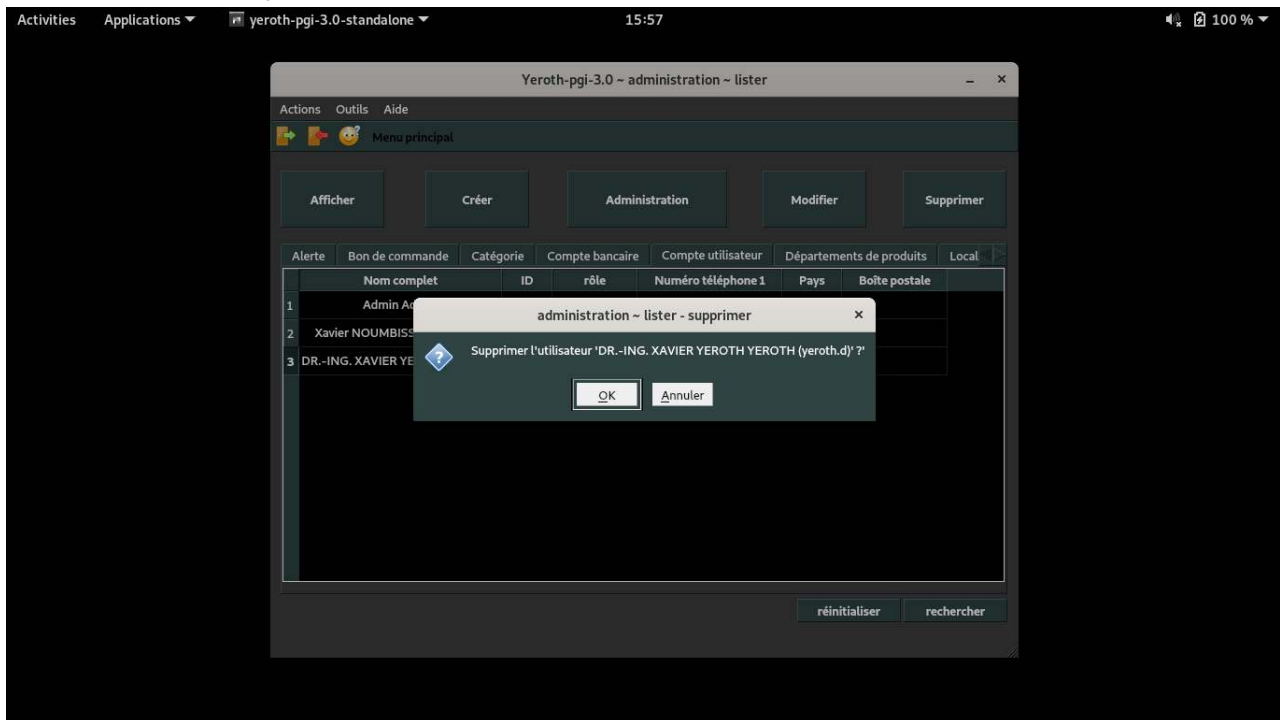 Activities Applications yeroth-pgi-3.0-standalone 15:57 100 %
Yeroth-pgi-3.0 ~ administration ~ lister
Actions Outils Aide
Menu principal
Afficher Créer Administration Modifier Supprimer
Alerte Bon de commande Catégorie Compte bancaire Compte utilisateur Départements de produits Local
Nom complet ID rôle Numéro téléphone 1 Pays Boîte postale
1 Admin
2 Xavier NOUMBISS
3 DR.-ING. XAVIER YE
administration ~ lister - supprimer
Supprimer l'utilisateur 'DR.-ING. XAVIER YEROTH YEROTH (yeroth.d)' ?'
OK Annuler
réinitialiser rechercher